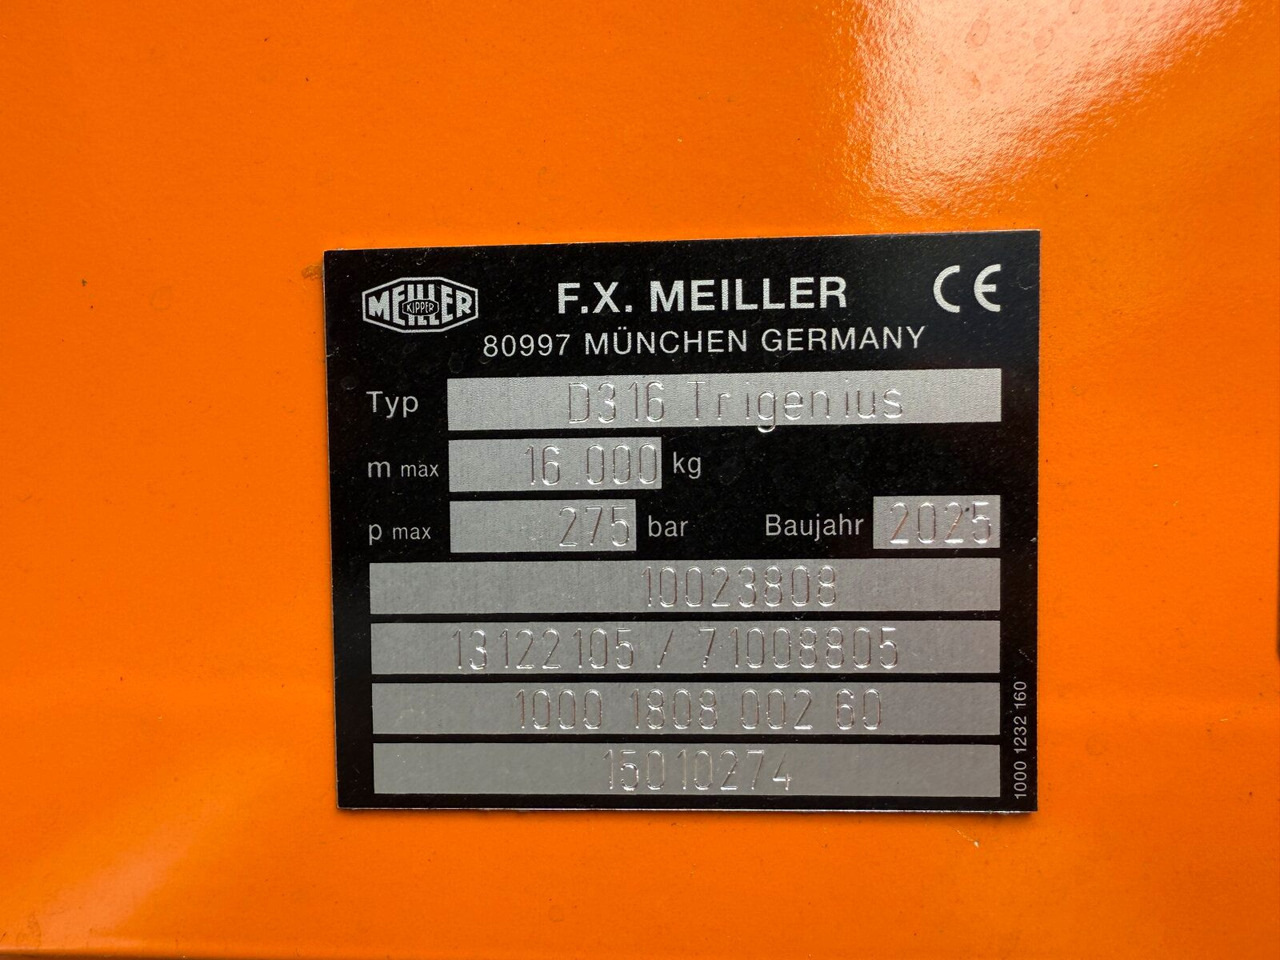 MEILLER
KIPPER
F.X. MEILLER
CE
80997 MÜNCHEN GERMANY
Typ D316 Trigenius
m max 16.000 kg
p max 275 bar Baujahr 2025
10023808
13122105 / 71008805
1000 1808 002 60
15010274
1000 1232 160